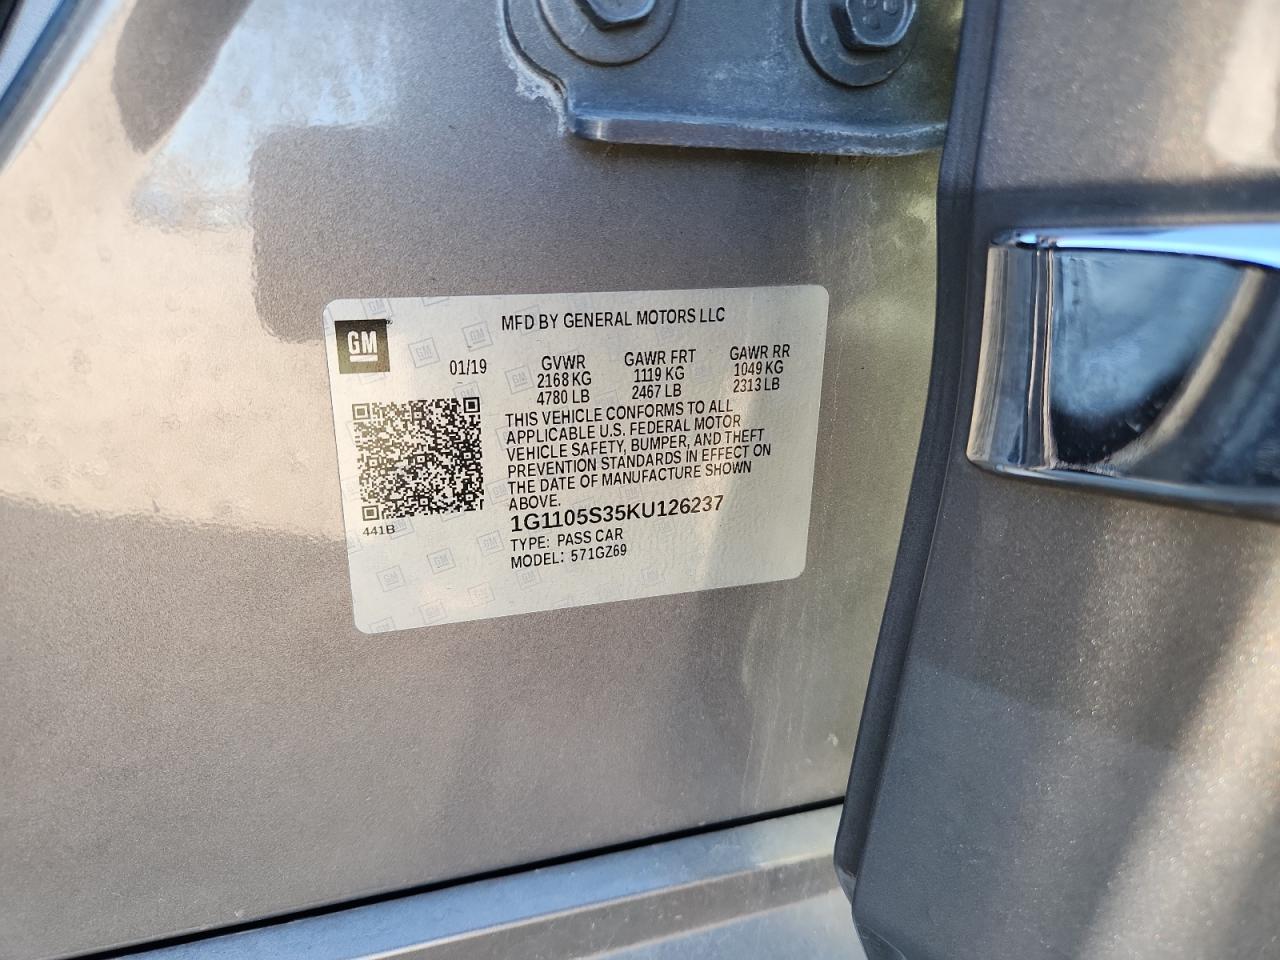 GM
MFD BY GENERAL MOTORS LLC
01/19 GVWR GAWR FRT GAWR RR
2168 KG 1119 KG 1049 KG
4780 LB 2467 LB 2313 LB
THIS VEHICLE CONFORMS TO ALL
APPLICABLE U.S. FEDERAL MOTOR
VEHICLE SAFETY, BUMPER, AND THEFT
PREVENTION STANDARDS IN EFFECT ON
THE DATE OF MANUFACTURE SHOWN
ABOVE.
441B
1G1105S35KU126237
TYPE: PASS CAR
MODEL: 571GZ69